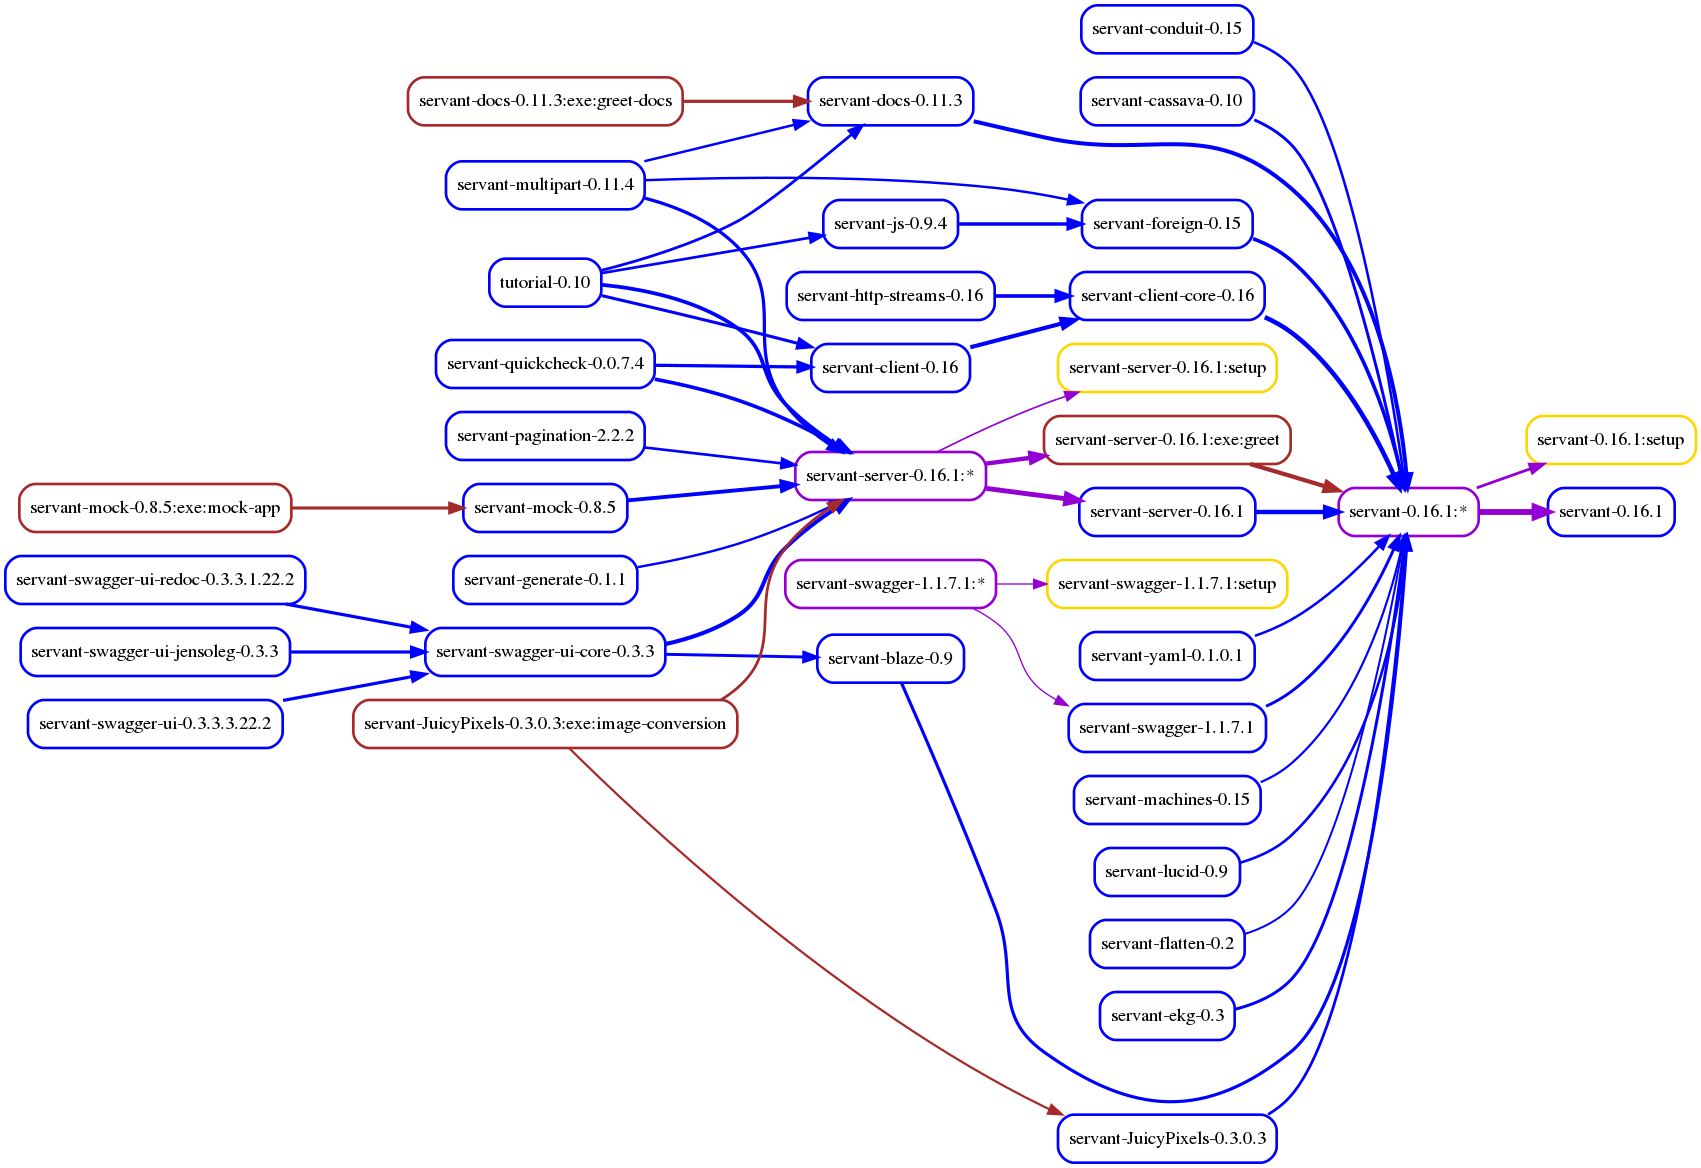 servant-conduit-0.15
servant-docs-0.11.3:exe:greet-docs
servant-docs-0.11.3
servant-cassava-0.10
servant-multipart-0.11.4
servant-js-0.9.4
servant-foreign-0.15
tutorial-0.10
servant-http-streams-0.16
servant-client-core-0.16
servant-quickcheck-0.0.7.4
servant-client-0.16
servant-server-0.16.1:setup
servant-pagination-2.2.2
servant-server-0.16.1:exe:greet
servant-0.16.1:setup
servant-server-0.16.1:*
servant-mock-0.8.5:exe:mock-app
servant-mock-0.8.5
servant-server-0.16.1
servant-0.16.1:*
servant-0.16.1
servant-swagger-ui-redoc-0.3.3.1.22.2
servant-generate-0.1.1
servant-swagger-1.1.7.1:*
servant-swagger-1.1.7.1:setup
servant-swagger-ui-jensoleg-0.3.3
servant-swagger-ui-core-0.3.3
servant-blaze-0.9
servant-yaml-0.1.0.1
servant-swagger-ui-0.3.3.3.22.2
servant-JuicyPixels-0.3.0.3:exe:image-conversion
servant-swagger-1.1.7.1
servant-machines-0.15
servant-lucid-0.9
servant-flatten-0.2
servant-ekg-0.3
servant-JuicyPixels-0.3.0.3